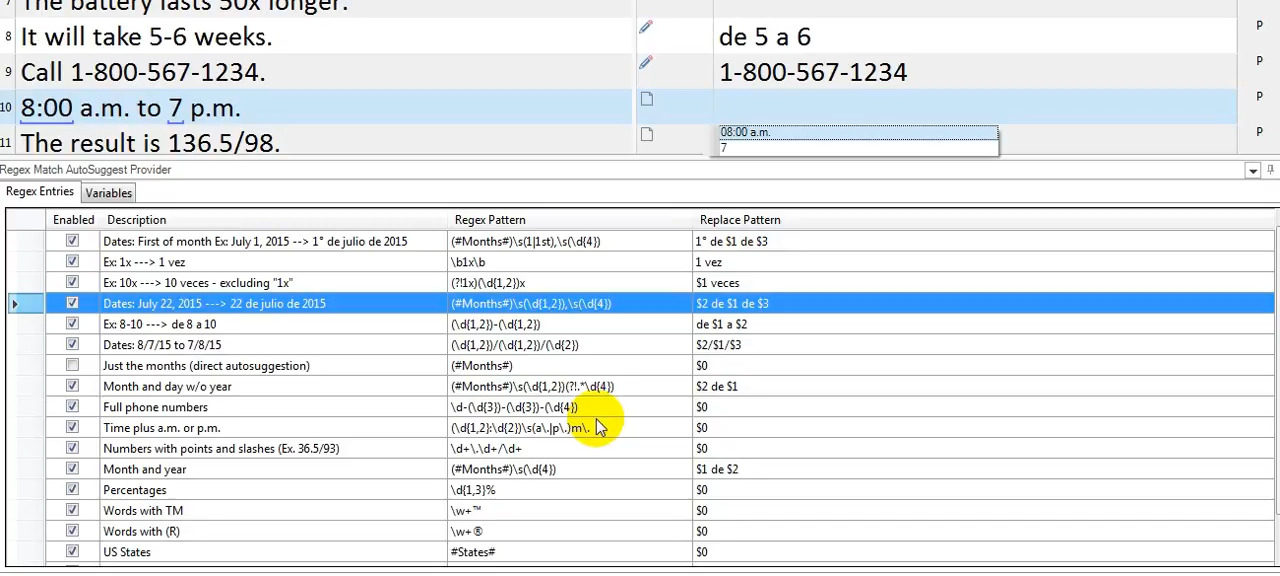 7 The battery lasts 50x longer.
8 It will take 5-6 weeks. de 5 a 6 P
9 Call 1-800-567-1234. 1-800-567-1234 P
10 8:00 a.m. to 7 p.m. P
11 The result is 136.5/98. P
08:00 a.m.
7
Regex Match AutoSuggest Provider
Regex Entries Variables
Enabled Description Regex Pattern Replace Pattern
Dates: First of month Ex: July 1, 2015 --> 1° de julio de 2015 (#Months#)\s(1|1st),\s(\d{4}) 1° de $1 de $3
Ex: 1x ---> 1 vez \b1x\b 1 vez
Ex: 10x ---> 10 veces - excluding "1x" (?!1x)(\d{1,2})x $1 veces
Dates: July 22, 2015 ---> 22 de julio de 2015 (#Months#)\s(\d{1,2}),\s(\d{4}) $2 de $1 de $3
Ex: 8-10 ---> de 8 a 10 (\d{1,2})-(\d{1,2}) de $1 a $2
Dates: 8/7/15 to 7/8/15 (\d{1,2})/(\d{1,2})/(\d{2}) $2/$1/$3
Just the months (direct autosuggestion) (#Months#) $0
Month and day w/o year (#Months#)\s(\d{1,2})(?!.*\d{4}) $2 de $1
Full phone numbers \d-(\d{3})-(\d{3})-(\d{4}) $0
Time plus a.m. or p.m. (\d{1,2}:\d{2})\s(a\.|p\.)m\. $0
Numbers with points and slashes (Ex. 36.5/93) \d+\.\d+/\d+ $0
Month and year (#Months#)\s(\d{4}) $1 de $2
Percentages \d{1,3}% $0
Words with TM \w+™ $0
Words with (R) \w+® $0
US States #States# $0